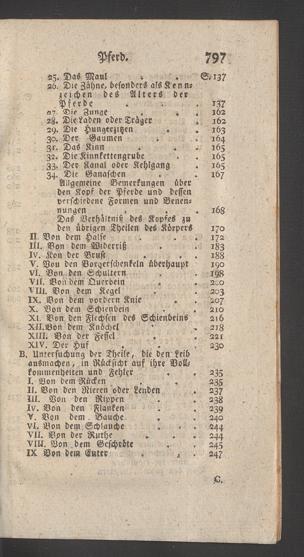 Pferd. 797
25. Das Maul . . S. 137
26. Die Zähne, besonders als Kenn-
zeichen des Alters der
Pferde . . . 137
27. Die Zunge . . . 162
28. Die Laden oder Träger . 162
29. Die Hungerzitzen . . 163
30. Der Gaumen . . 164
31. Das Kinn . . . 165
32. Die Kinnkettengrube . . 165
33. Der Kanal oder Kehlgang . 165
34. Die Ganaschen . . 167
Allgemeine Bemerkungen über
den Kopf der Pferde und dessen
verschiedene Formen und Benen-
nungen . . . 168
Das Verhältniß des Kopfes zu
den übrigen Theilen des Körpers 170
II. Von dem Halse . . . 172
III. Von dem Widerriß . . 183
IV. Von der Brust . . . 188
V. Von den Vorderschenkeln überhaupt 190
VI. Von den Schultern . . 198
VII. Von dem Querbein . . 200
VIII. Von dem Kegel . . 203
IX. Von dem vordern Knie . . 207
X. Von dem Schienbein . . 210
XI. Von den Flechsen des Schienbeins 216
XII. Von dem Knöchel . . 218
XIII. Von der Fessel . . 221
XIV. Der Huf . . . 230
B. Untersuchung der Theile, die den Leib
ausmachen, in Rücksicht auf ihre Voll-
kommenheiten und Fehler . 235
I. Von dem Rücken . . . 235
II. Von den Nieren oder Lenden . 237
III. Von den Rippen . . 238
IV. Von den Flanken . . 239
V. Von dem Bauche . . 240
VI. Von dem Schlauche . . 244
VII. Von der Ruthe . . 244
VIII. Von dem Geschröte . . 245
IX. Von dem Euter . . . 247
C.